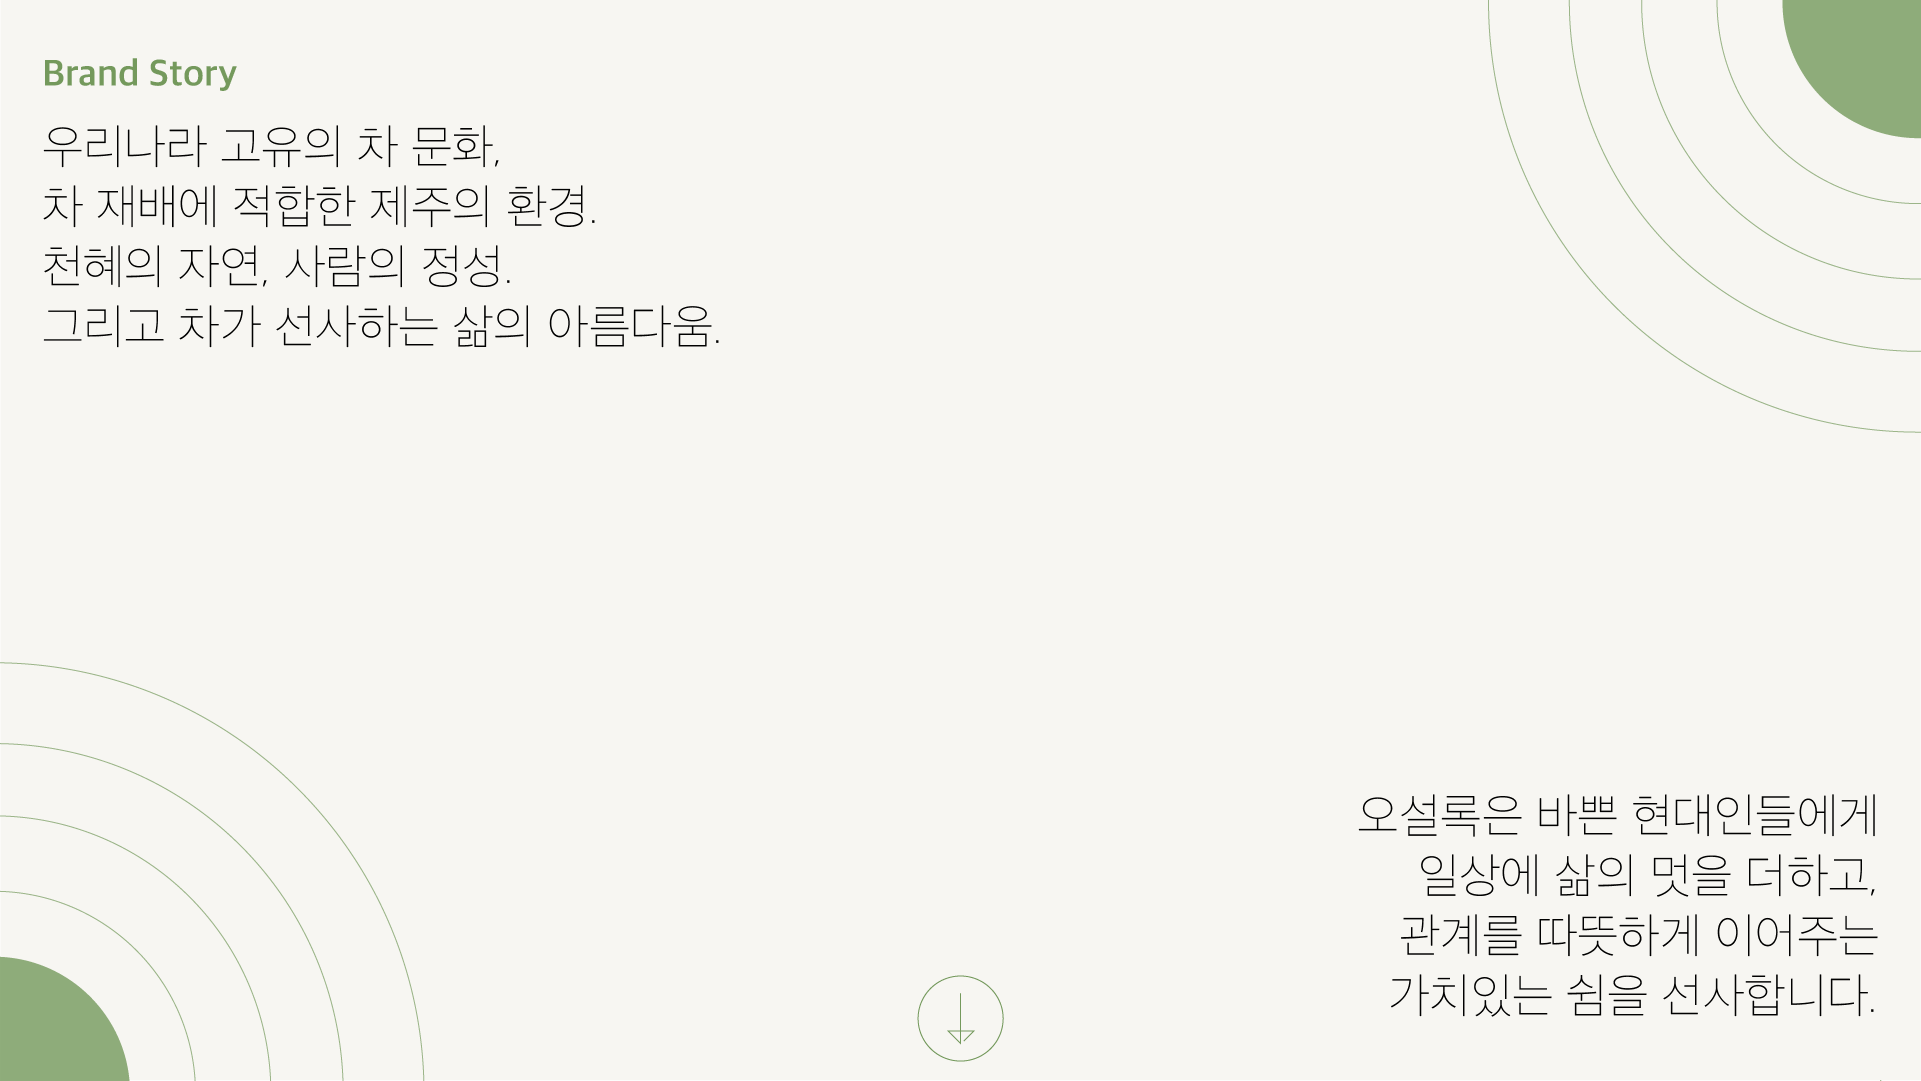 Brand Story
우리나라 고유의 차 문화,
차 재배에 적합한 제주의 환경.
천혜의 자연, 사람의 정성.
그리고 차가 선사하는 삶의 아름다움.
오설록은 바쁜 현대인들에게
일상에 삶의 멋을 더하고,
관계를 따뜻하게 이어주는
가치있는 쉼을 선사합니다.